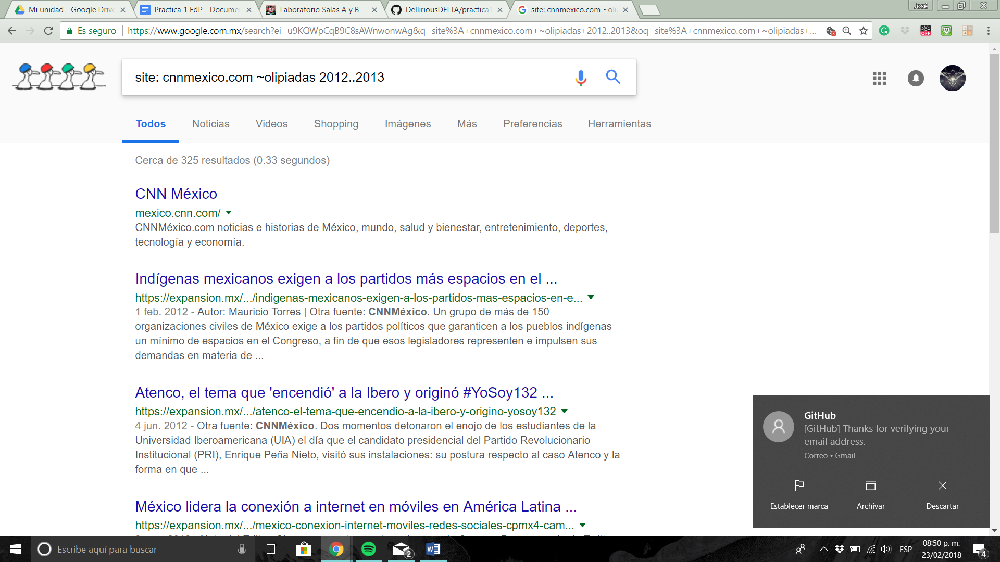 Mi unidad - Google Drive
Practica 1 FdP - Docume
Laboratorio Salas A y B
DelliriousDELTA/practica1
site: cnnmexico.com ~oli
José
Es seguro
https://www.google.com.mx/search?ei=u9KQWpCqB9C8sAWnwonwAg&q=site%3A+cnnmexico.com+~olipiadas+2012..2013&oq=site%3A+cnnmexico.com+~olipiadas+...
OFF
site: cnnmexico.com ~olipiadas 2012..2013
Todos
Noticias
Videos
Shopping
Imágenes
Más
Preferencias
Herramientas
Cerca de 325 resultados (0.33 segundos)
CNN México
mexico.cnn.com/
CNNMéxico.com noticias e historias de México, mundo, salud y bienestar, entretenimiento, deportes,
tecnología y economía.
Indígenas mexicanos exigen a los partidos más espacios en el ...
https://expansion.mx/.../indigenas-mexicanos-exigen-a-los-partidos-mas-espacios-en-e...
1 feb. 2012 - Autor: Mauricio Torres | Otra fuente: CNNMéxico. Un grupo de más de 150
organizaciones civiles de México exige a los partidos políticos que garanticen a los pueblos indígenas
un mínimo de espacios en el Congreso, a fin de que esos legisladores representen e impulsen sus
demandas en materia de ...
Atenco, el tema que 'encendió' a la Ibero y originó #YoSoy132 ...
https://expansion.mx/.../atenco-el-tema-que-encendio-a-la-ibero-y-origino-yosoy132
4 jun. 2012 - Otra fuente: CNNMéxico. Dos momentos detonaron el enojo de los estudiantes de la
Universidad Iberoamericana (UIA) el día que el candidato presidencial del Partido Revolucionario
Institucional (PRI), Enrique Peña Nieto, visitó sus instalaciones: su postura respecto al caso Atenco y la
forma en que ...
México lidera la conexión a internet en móviles en América Latina ...
https://expansion.mx/.../mexico-conexion-internet-moviles-redes-sociales-cpmx4-cam...
GitHub
[GitHub] Thanks for verifying your
email address.
Correo • Gmail
Establecer marca
Archivar
Descartar
Escribe aquí para buscar
2
ESP
08:50 p. m.
23/02/2018
4